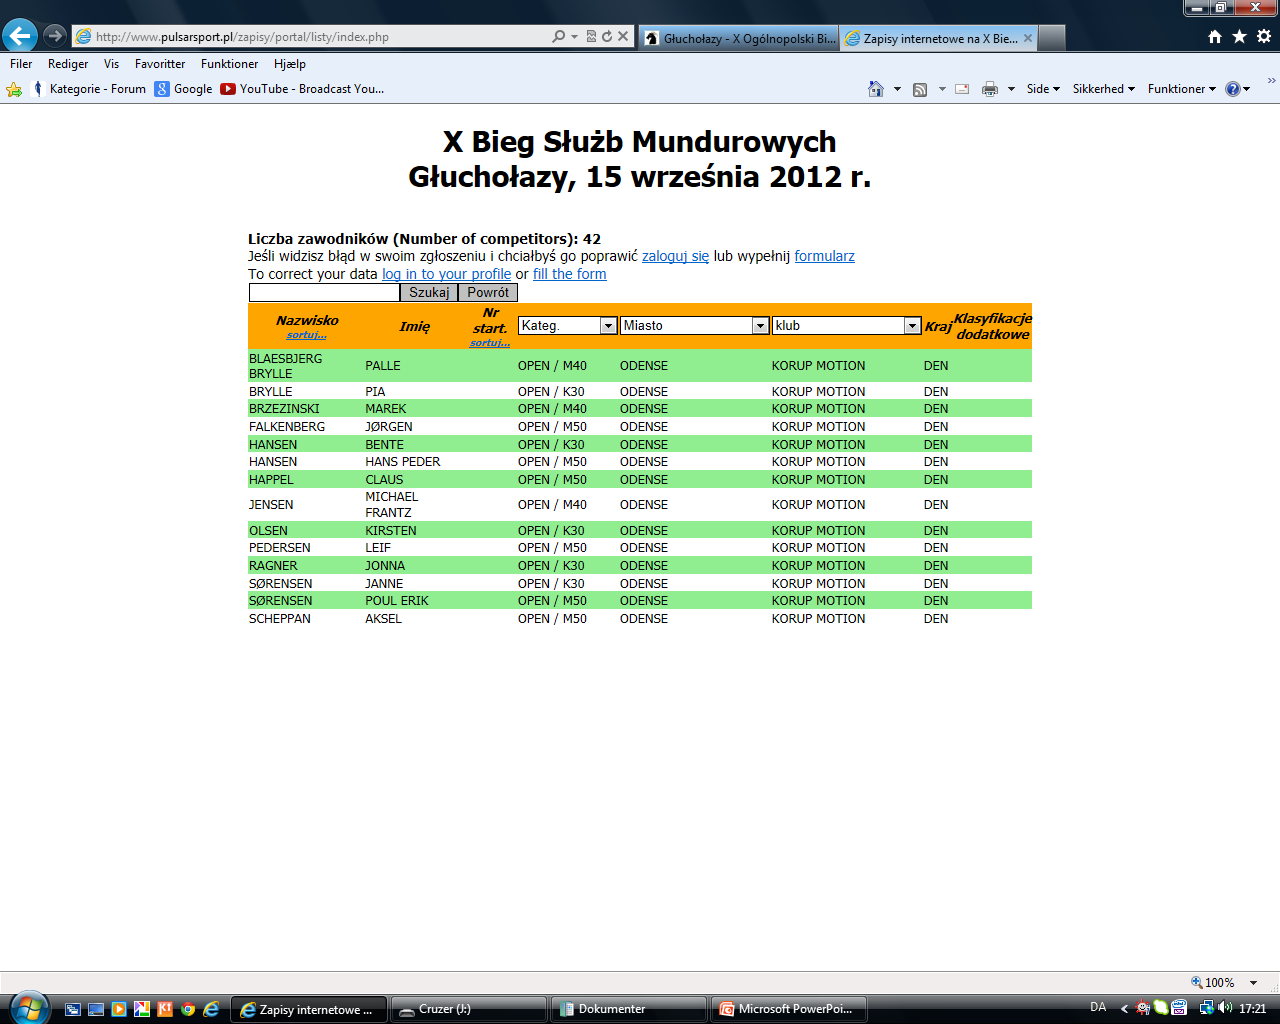 http://www.pulsarsport.pl/zapisy/portal/listy/index.php
Głuchołazy - X Ogólnopolski Bi...
Zapisy internetowe na X Bie...
Filer Rediger Vis Favoritter Funktioner Hjælp
Kategorie - Forum Google YouTube - Broadcast You...
Side Sikkerhed Funktioner
X Bieg Służb Mundurowych
Głuchołazy, 15 września 2012 r.
Liczba zawodników (Number of competitors): 42
Jeśli widzisz błąd w swoim zgłoszeniu i chciałbyś go poprawić zaloguj się lub wypełnij formularz
To correct your data log in to your profile or fill the form
Szukaj Powrót
Nazwisko sortuj... Imię Nr start. sortuj... Kateg. Miasto klub Kraj Klasyfikacje dodatkowe
BLAESBJERG BRYLLE PALLE OPEN / M40 ODENSE KORUP MOTION DEN
BRYLLE PIA OPEN / K30 ODENSE KORUP MOTION DEN
BRZEZINSKI MAREK OPEN / M40 ODENSE KORUP MOTION DEN
FALKENBERG JØRGEN OPEN / M50 ODENSE KORUP MOTION DEN
HANSEN BENTE OPEN / K30 ODENSE KORUP MOTION DEN
HANSEN HANS PEDER OPEN / M50 ODENSE KORUP MOTION DEN
HAPPEL CLAUS OPEN / M50 ODENSE KORUP MOTION DEN
JENSEN MICHAEL FRANTZ OPEN / M40 ODENSE KORUP MOTION DEN
OLSEN KIRSTEN OPEN / K30 ODENSE KORUP MOTION DEN
PEDERSEN LEIF OPEN / M50 ODENSE KORUP MOTION DEN
RAGNER JONNA OPEN / K30 ODENSE KORUP MOTION DEN
SØRENSEN JANNE OPEN / K30 ODENSE KORUP MOTION DEN
SØRENSEN POUL ERIK OPEN / M50 ODENSE KORUP MOTION DEN
SCHEPPAN AKSEL OPEN / M50 ODENSE KORUP MOTION DEN
100%
Zapisy internetowe ... Cruzer (J:) Dokumenter Microsoft PowerPoi... DA 17:21